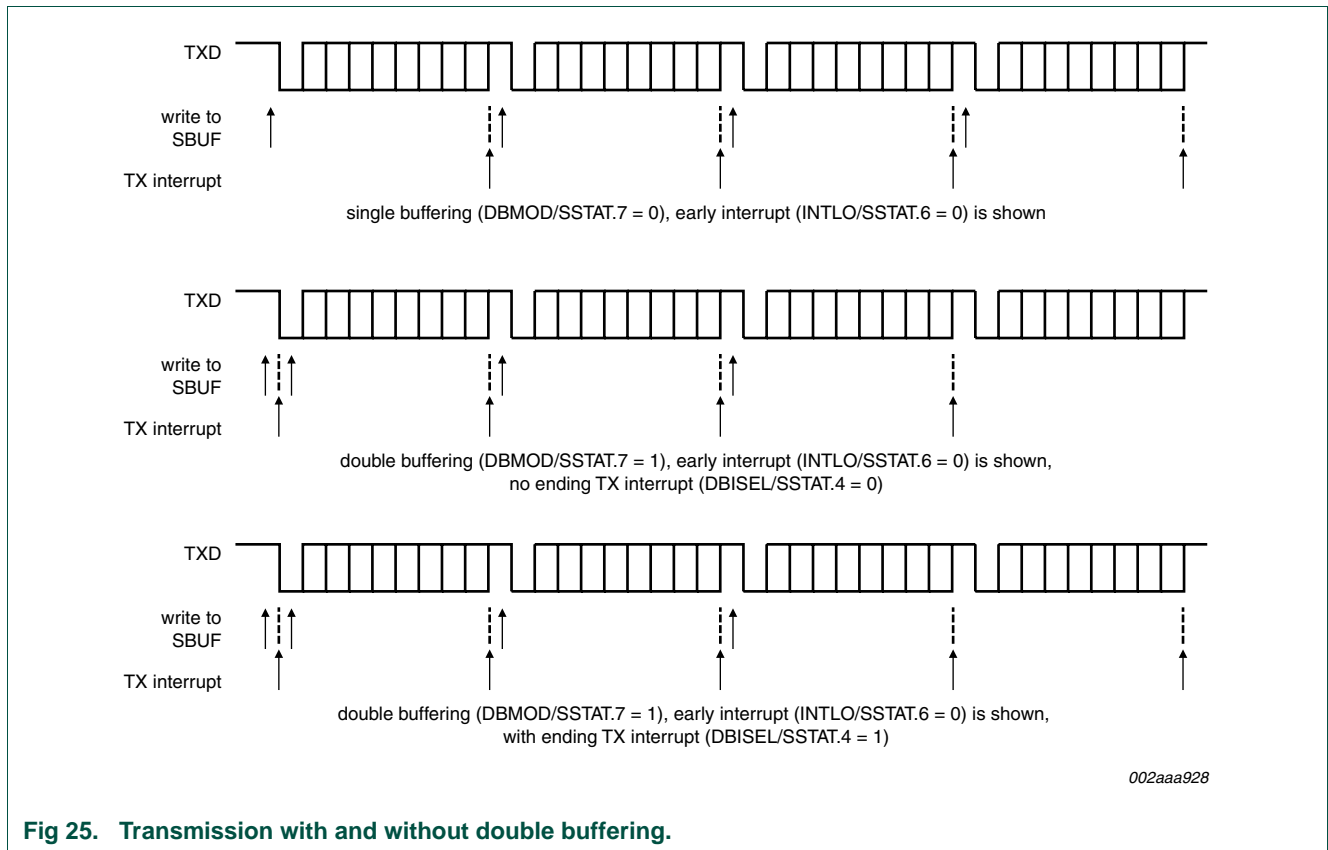 TXD
write to
SBUF
TX interrupt
single buffering (DBMOD/SSTAT.7 = 0), early interrupt (INTLO/SSTAT.6 = 0) is shown
TXD
write to
SBUF
TX interrupt
double buffering (DBMOD/SSTAT.7 = 1), early interrupt (INTLO/SSTAT.6 = 0) is shown,
no ending TX interrupt (DBISEL/SSTAT.4 = 0)
TXD
write to
SBUF
TX interrupt
double buffering (DBMOD/SSTAT.7 = 1), early interrupt (INTLO/SSTAT.6 = 0) is shown,
with ending TX interrupt (DBISEL/SSTAT.4 = 1)
002aaa928
Fig 25. Transmission with and without double buffering.